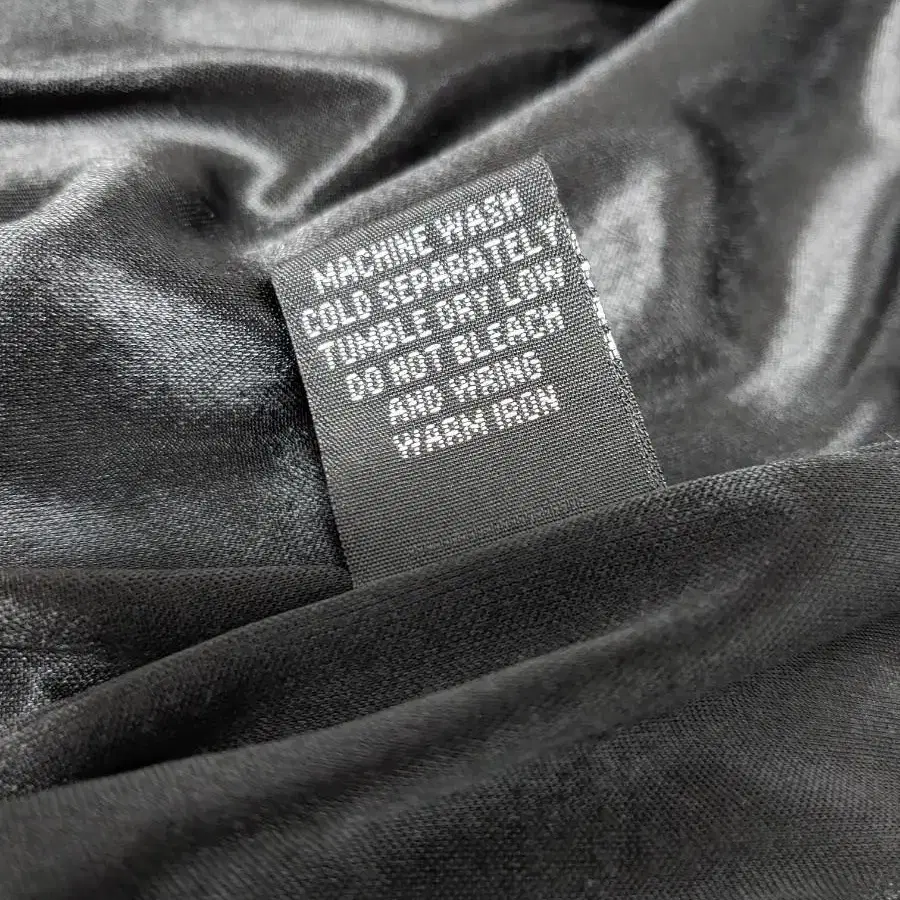 MACHINE WASH
COLD SEPARATELY
TUMBLE DRY LOW
DO NOT BLEACH
AND WRING
WARM IRON